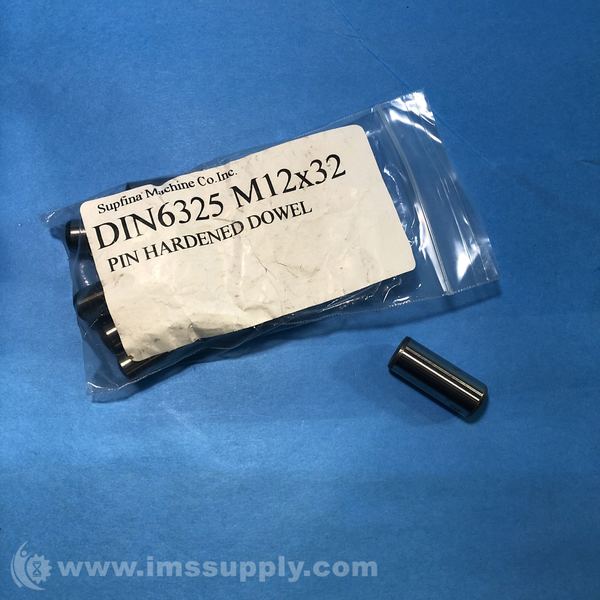 Supfina Machine Co.Inc.
DIN6325 M12x32
PIN HARDENED DOWEL
www.imssupply.com